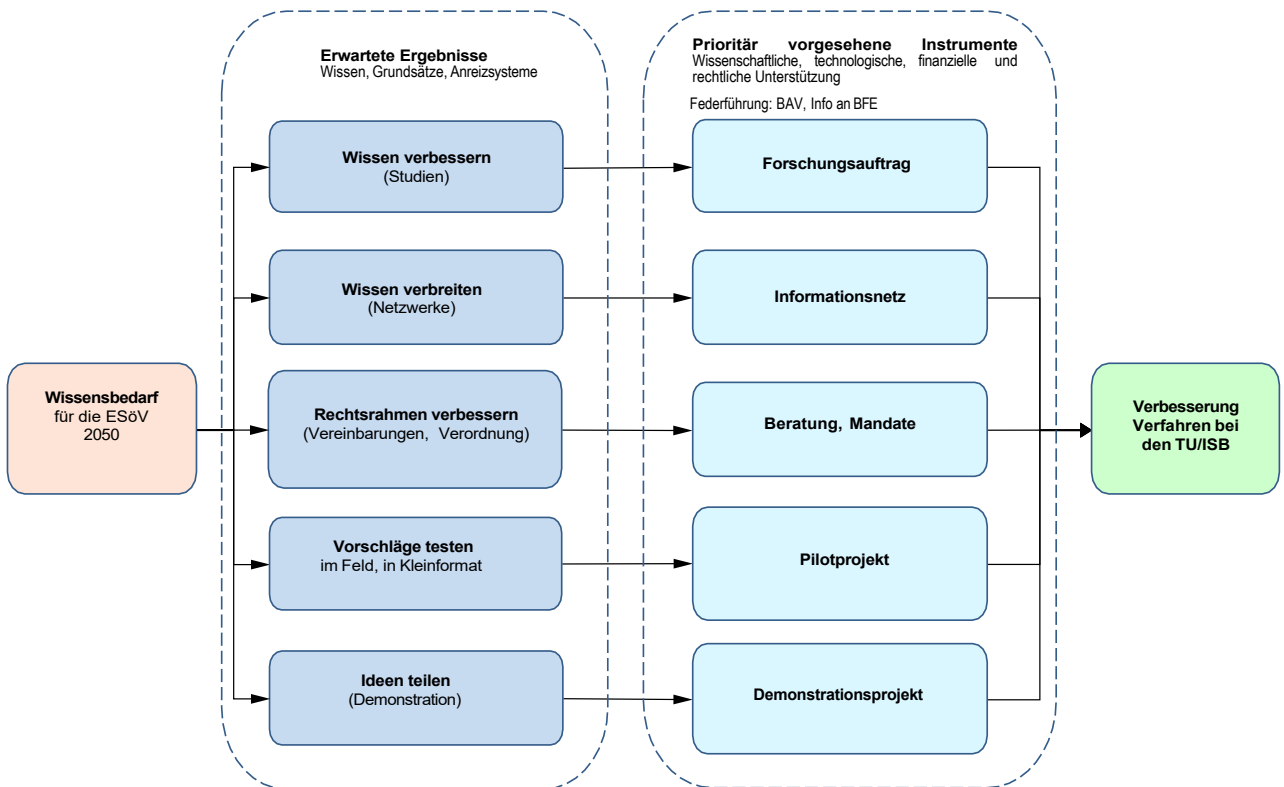 Erwartete Ergebnisse
Wissen, Grundsätze, Anreizsysteme
Prioritär vorgesehene Instrumente
Wissenschaftliche, technologische, finanzielle und
rechtliche Unterstützung
Federführung: BAV, Info an BFE
Wissen verbessern
(Studien)
Forschungsauftrag
Wissen verbreiten
(Netzwerke)
Informationsnetz
Wissensbedarf
für die ESöV
2050
Rechtsrahmen verbessern
(Vereinbarungen, Verordnung)
Beratung, Mandate
Verbesserung
Verfahren bei
den TU/ISB
Vorschläge testen
im Feld, in Kleinformat
Pilotprojekt
Ideen teilen
(Demonstration)
Demonstrationsprojekt